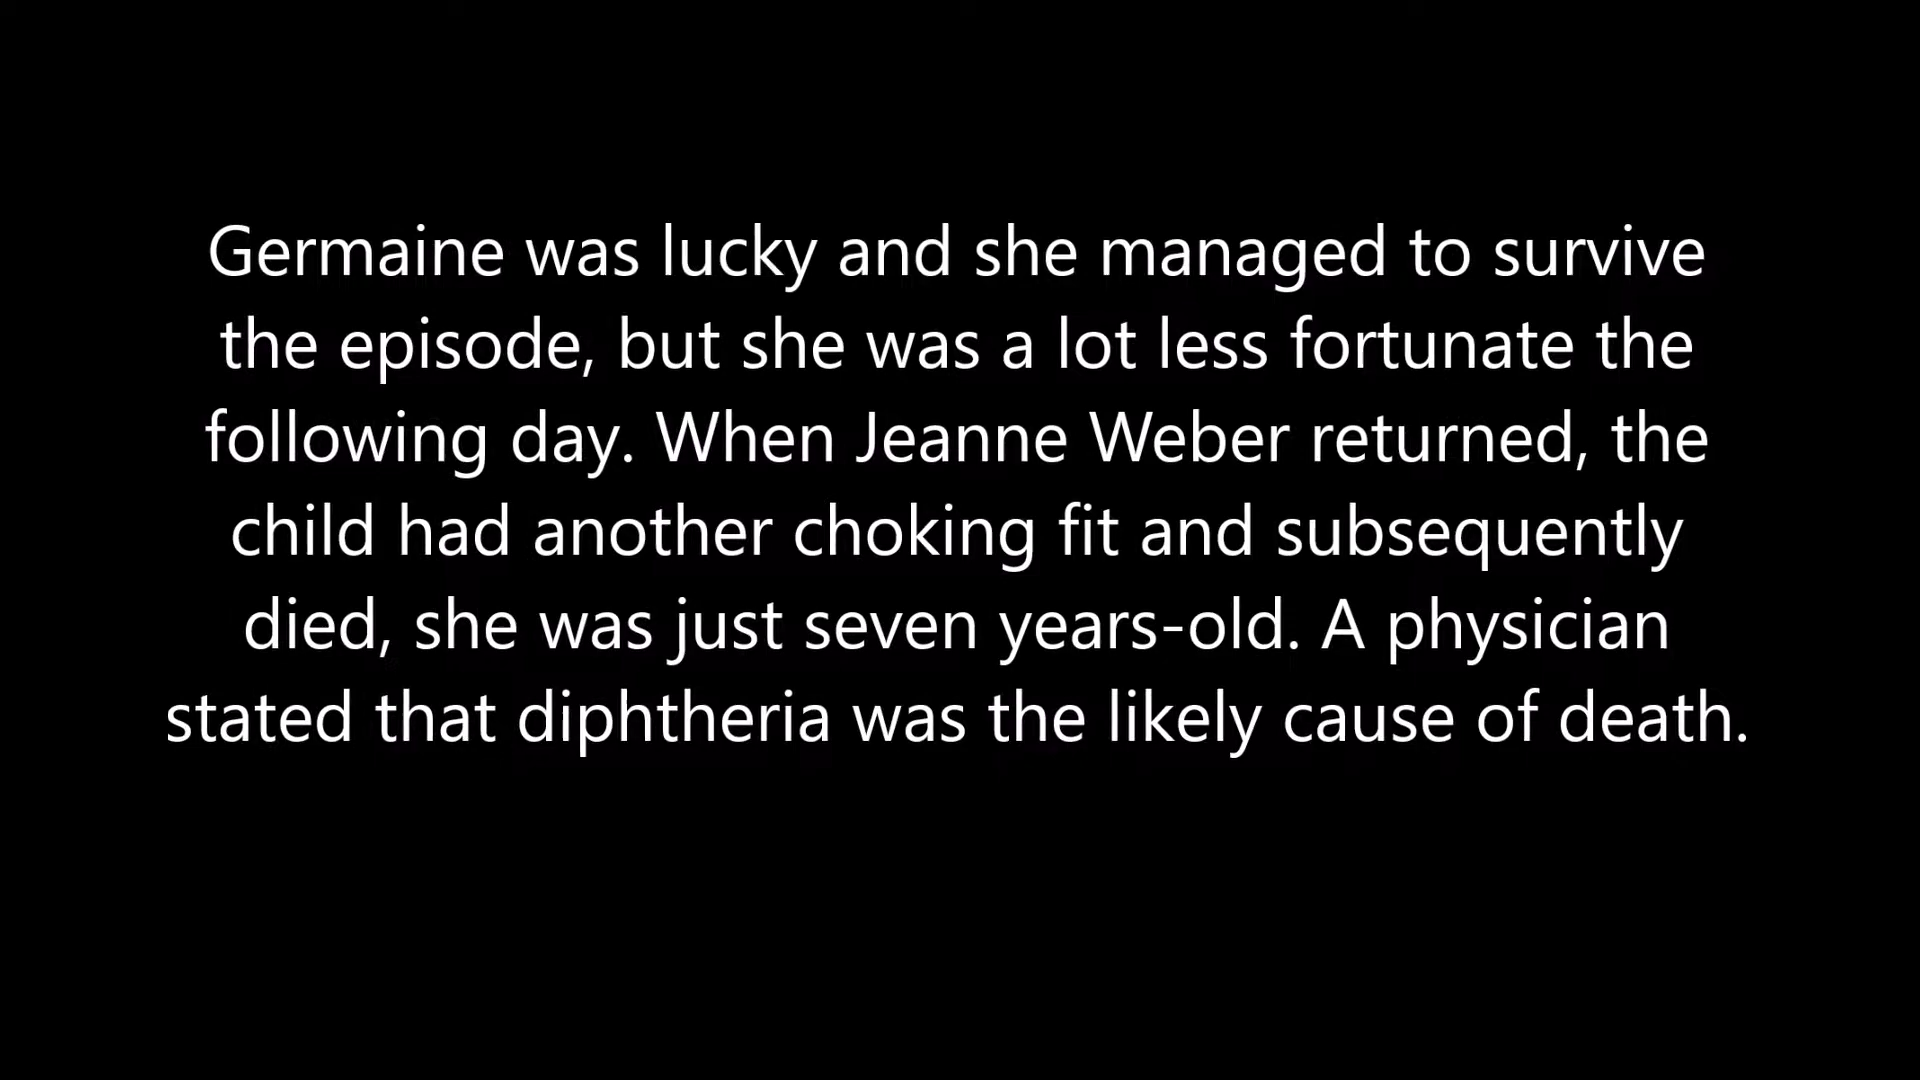 Germaine was lucky and she managed to survive
the episode, but she was a lot less fortunate the
following day. When Jeanne Weber returned, the
child had another choking fit and subsequently
died, she was just seven years-old. A physician
stated that diphtheria was the likely cause of death.